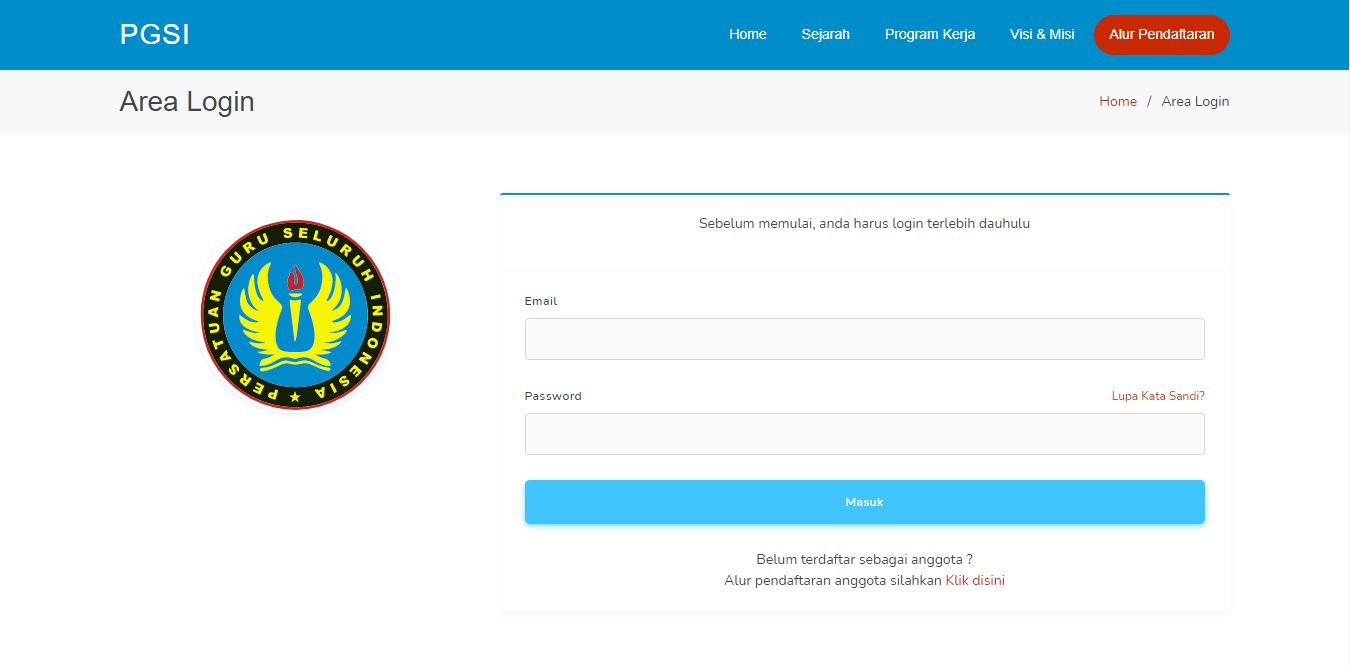 PGSI
Home
Sejarah
Program Kerja
Visi & Misi
Alur Pendaftaran
Area Login
Home / Area Login
PERSATUAN GURU SELURUH INDONESIA
Sebelum memulai, anda harus login terlebih dauhulu
Email
Password
Lupa Kata Sandi?
Masuk
Belum terdaftar sebagai anggota ?
Alur pendaftaran anggota silahkan Klik disini